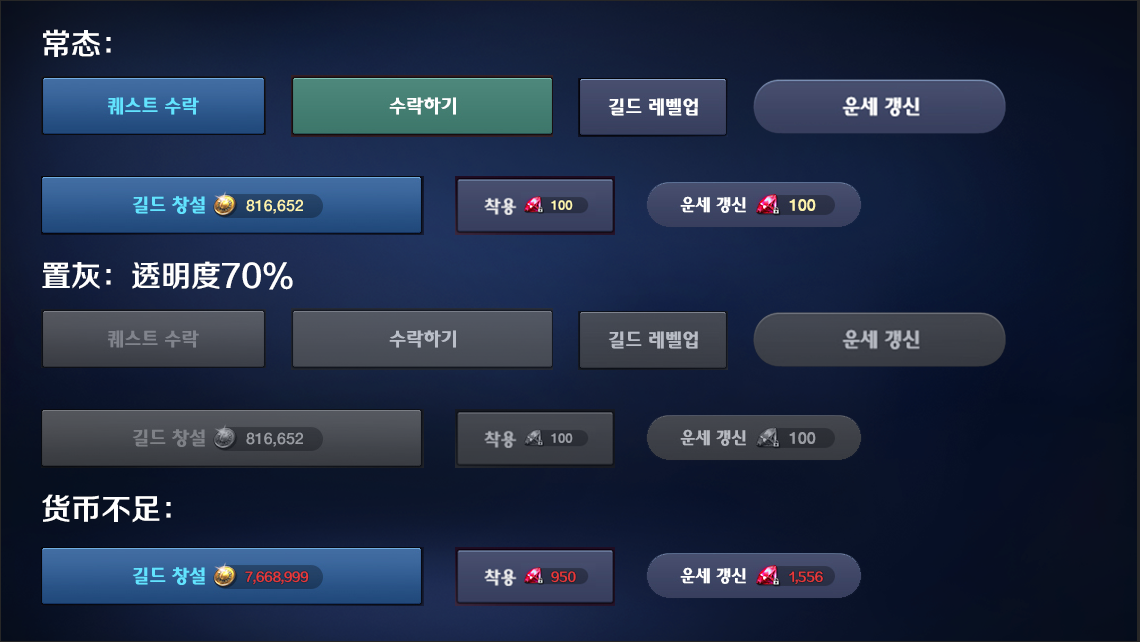 常态：
퀘스트 수락 수락하기 길드 레벨업 운세 갱신
길드 창설 816,652 착용 100 운세 갱신 100
置灰：透明度70%
퀘스트 수락 수락하기 길드 레벨업 운세 갱신
길드 창설 816,652 착용 100 운세 갱신 100
货币不足：
길드 창설 7,668,999 착용 950 운세 갱신 1,556